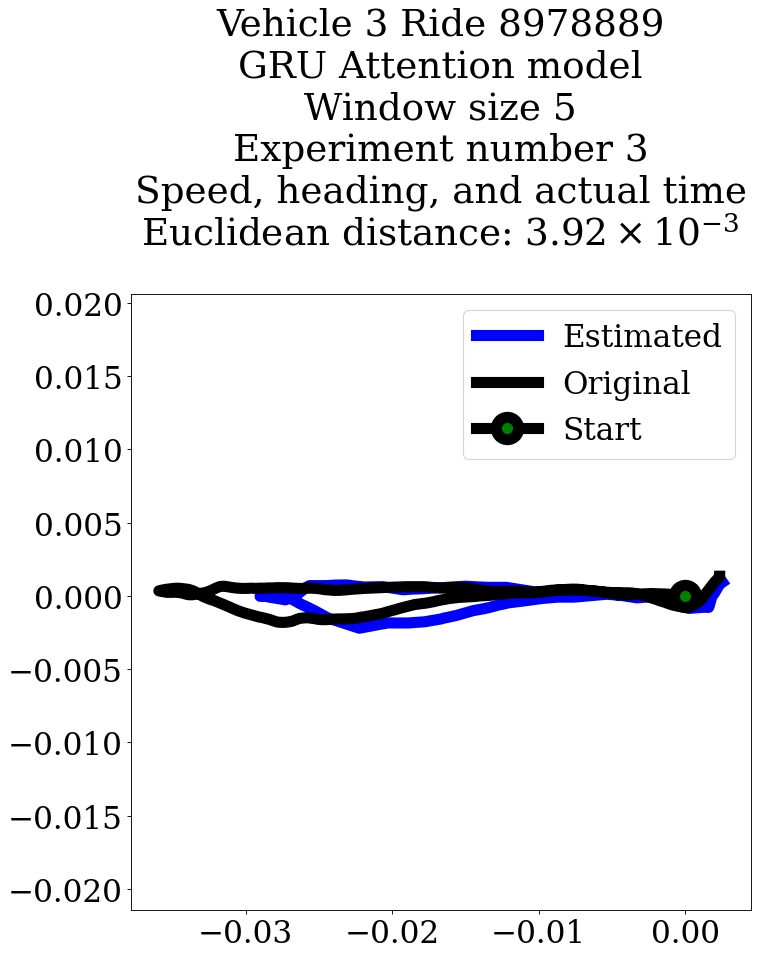 Vehicle 3 Ride 8978889
GRU Attention model
Window size 5
Experiment number 3
Speed, heading, and actual time
Euclidean distance: 3.92 × 10⁻³
Estimated
Original
Start
0.020
0.015
0.010
0.005
0.000
−0.005
−0.010
−0.015
−0.020
−0.03 −0.02 −0.01 0.00